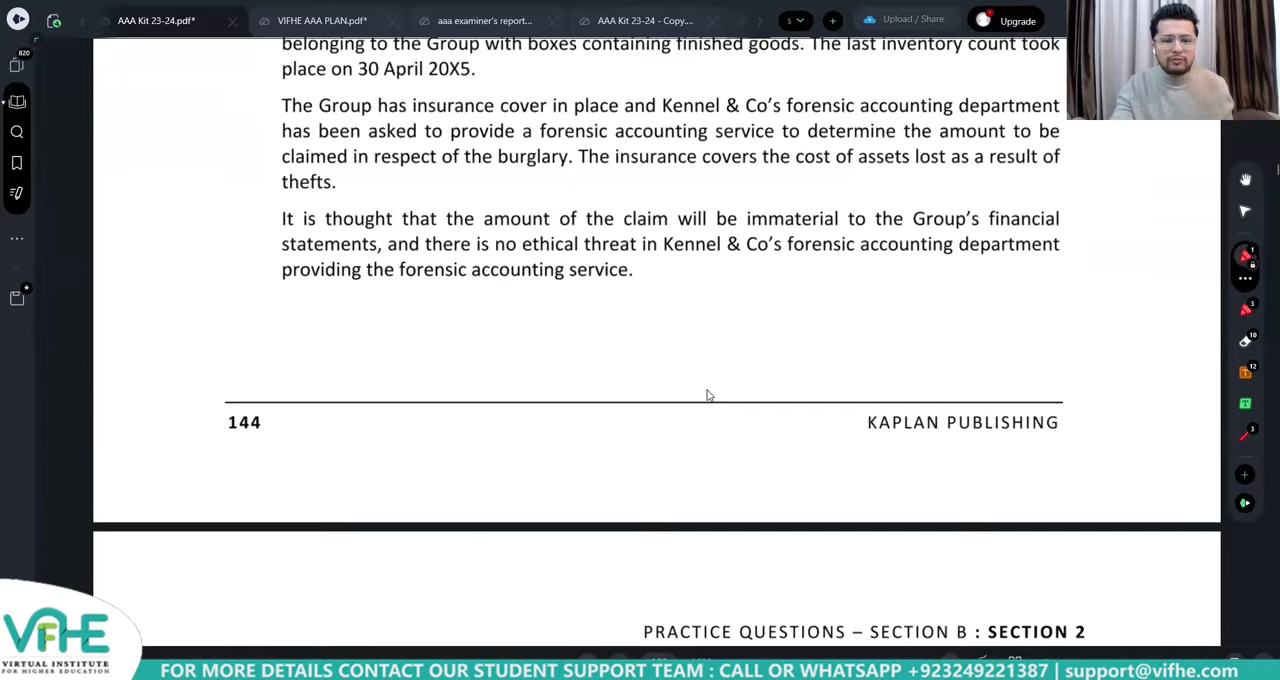 AAA Kit 23-24.pdf*
VIFHE AAA PLAN.pdf*
aaa examiner's report...
AAA Kit 23-24 - Copy....
5
Upload / Share
Upgrade
820
belonging to the Group with boxes containing finished goods. The last inventory count took
place on 30 April 20X5.
The Group has insurance cover in place and Kennel & Co's forensic accounting department
has been asked to provide a forensic accounting service to determine the amount to be
claimed in respect of the burglary. The insurance covers the cost of assets lost as a result of
thefts.
It is thought that the amount of the claim will be immaterial to the Group's financial
statements, and there is no ethical threat in Kennel & Co's forensic accounting department
providing the forensic accounting service.
1
3
10
12
3
144
KAPLAN PUBLISHING
PRACTICE QUESTIONS – SECTION B : SECTION 2
VIFHE
VIRTUAL INSTITUTE
FOR HIGHER EDUCATION
FOR MORE DETAILS CONTACT OUR STUDENT SUPPORT TEAM : CALL OR WHATSAPP +923249221387 | support@vifhe.com